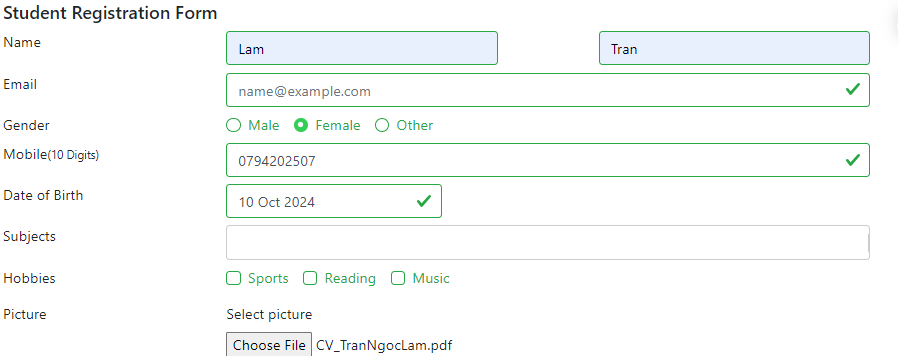 Student Registration Form
Name Lam Tran
Email name@example.com
Gender Male Female Other
Mobile(10 Digits) 0794202507
Date of Birth 10 Oct 2024
Subjects
Hobbies Sports Reading Music
Picture Select picture
Choose File CV_TranNgocLam.pdf